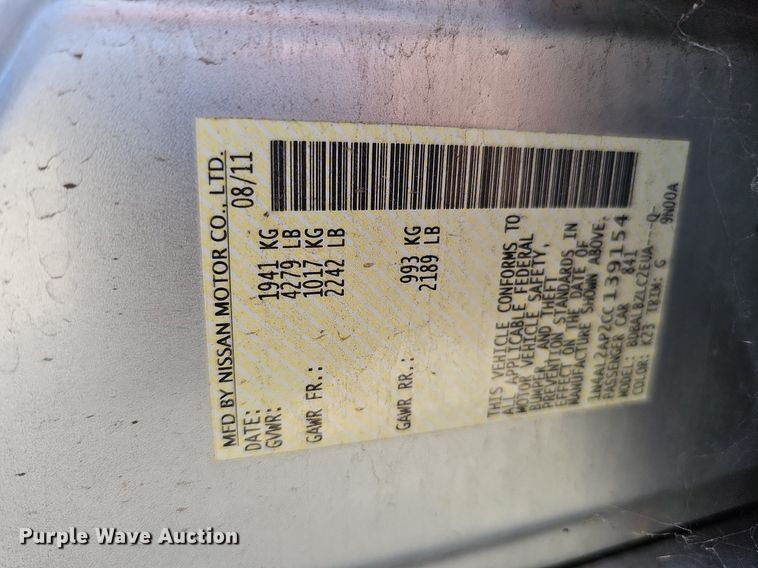 MFD BY NISSAN MOTOR CO., LTD.
DATE: 08/11
GVWR: 1941 KG
4279 LB
GAWR FR.: 1017 KG
2242 LB
GAWR RR.: 993 KG
2189 LB
THIS VEHICLE CONFORMS TO
ALL APPLICABLE FEDERAL
MOTOR VEHICLE SAFETY,
BUMPER, AND THEFT
PREVENTION STANDARDS IN
EFFECT ON THE DATE OF
MANUFACTURE SHOWN ABOVE.
1N4AL2AP2CC139154
PASSENGER CAR 841
MODEL: BDBALBZLCZEUA---Q-
COLOR: K23 TRIM: G 9N00A
Purple Wave Auction